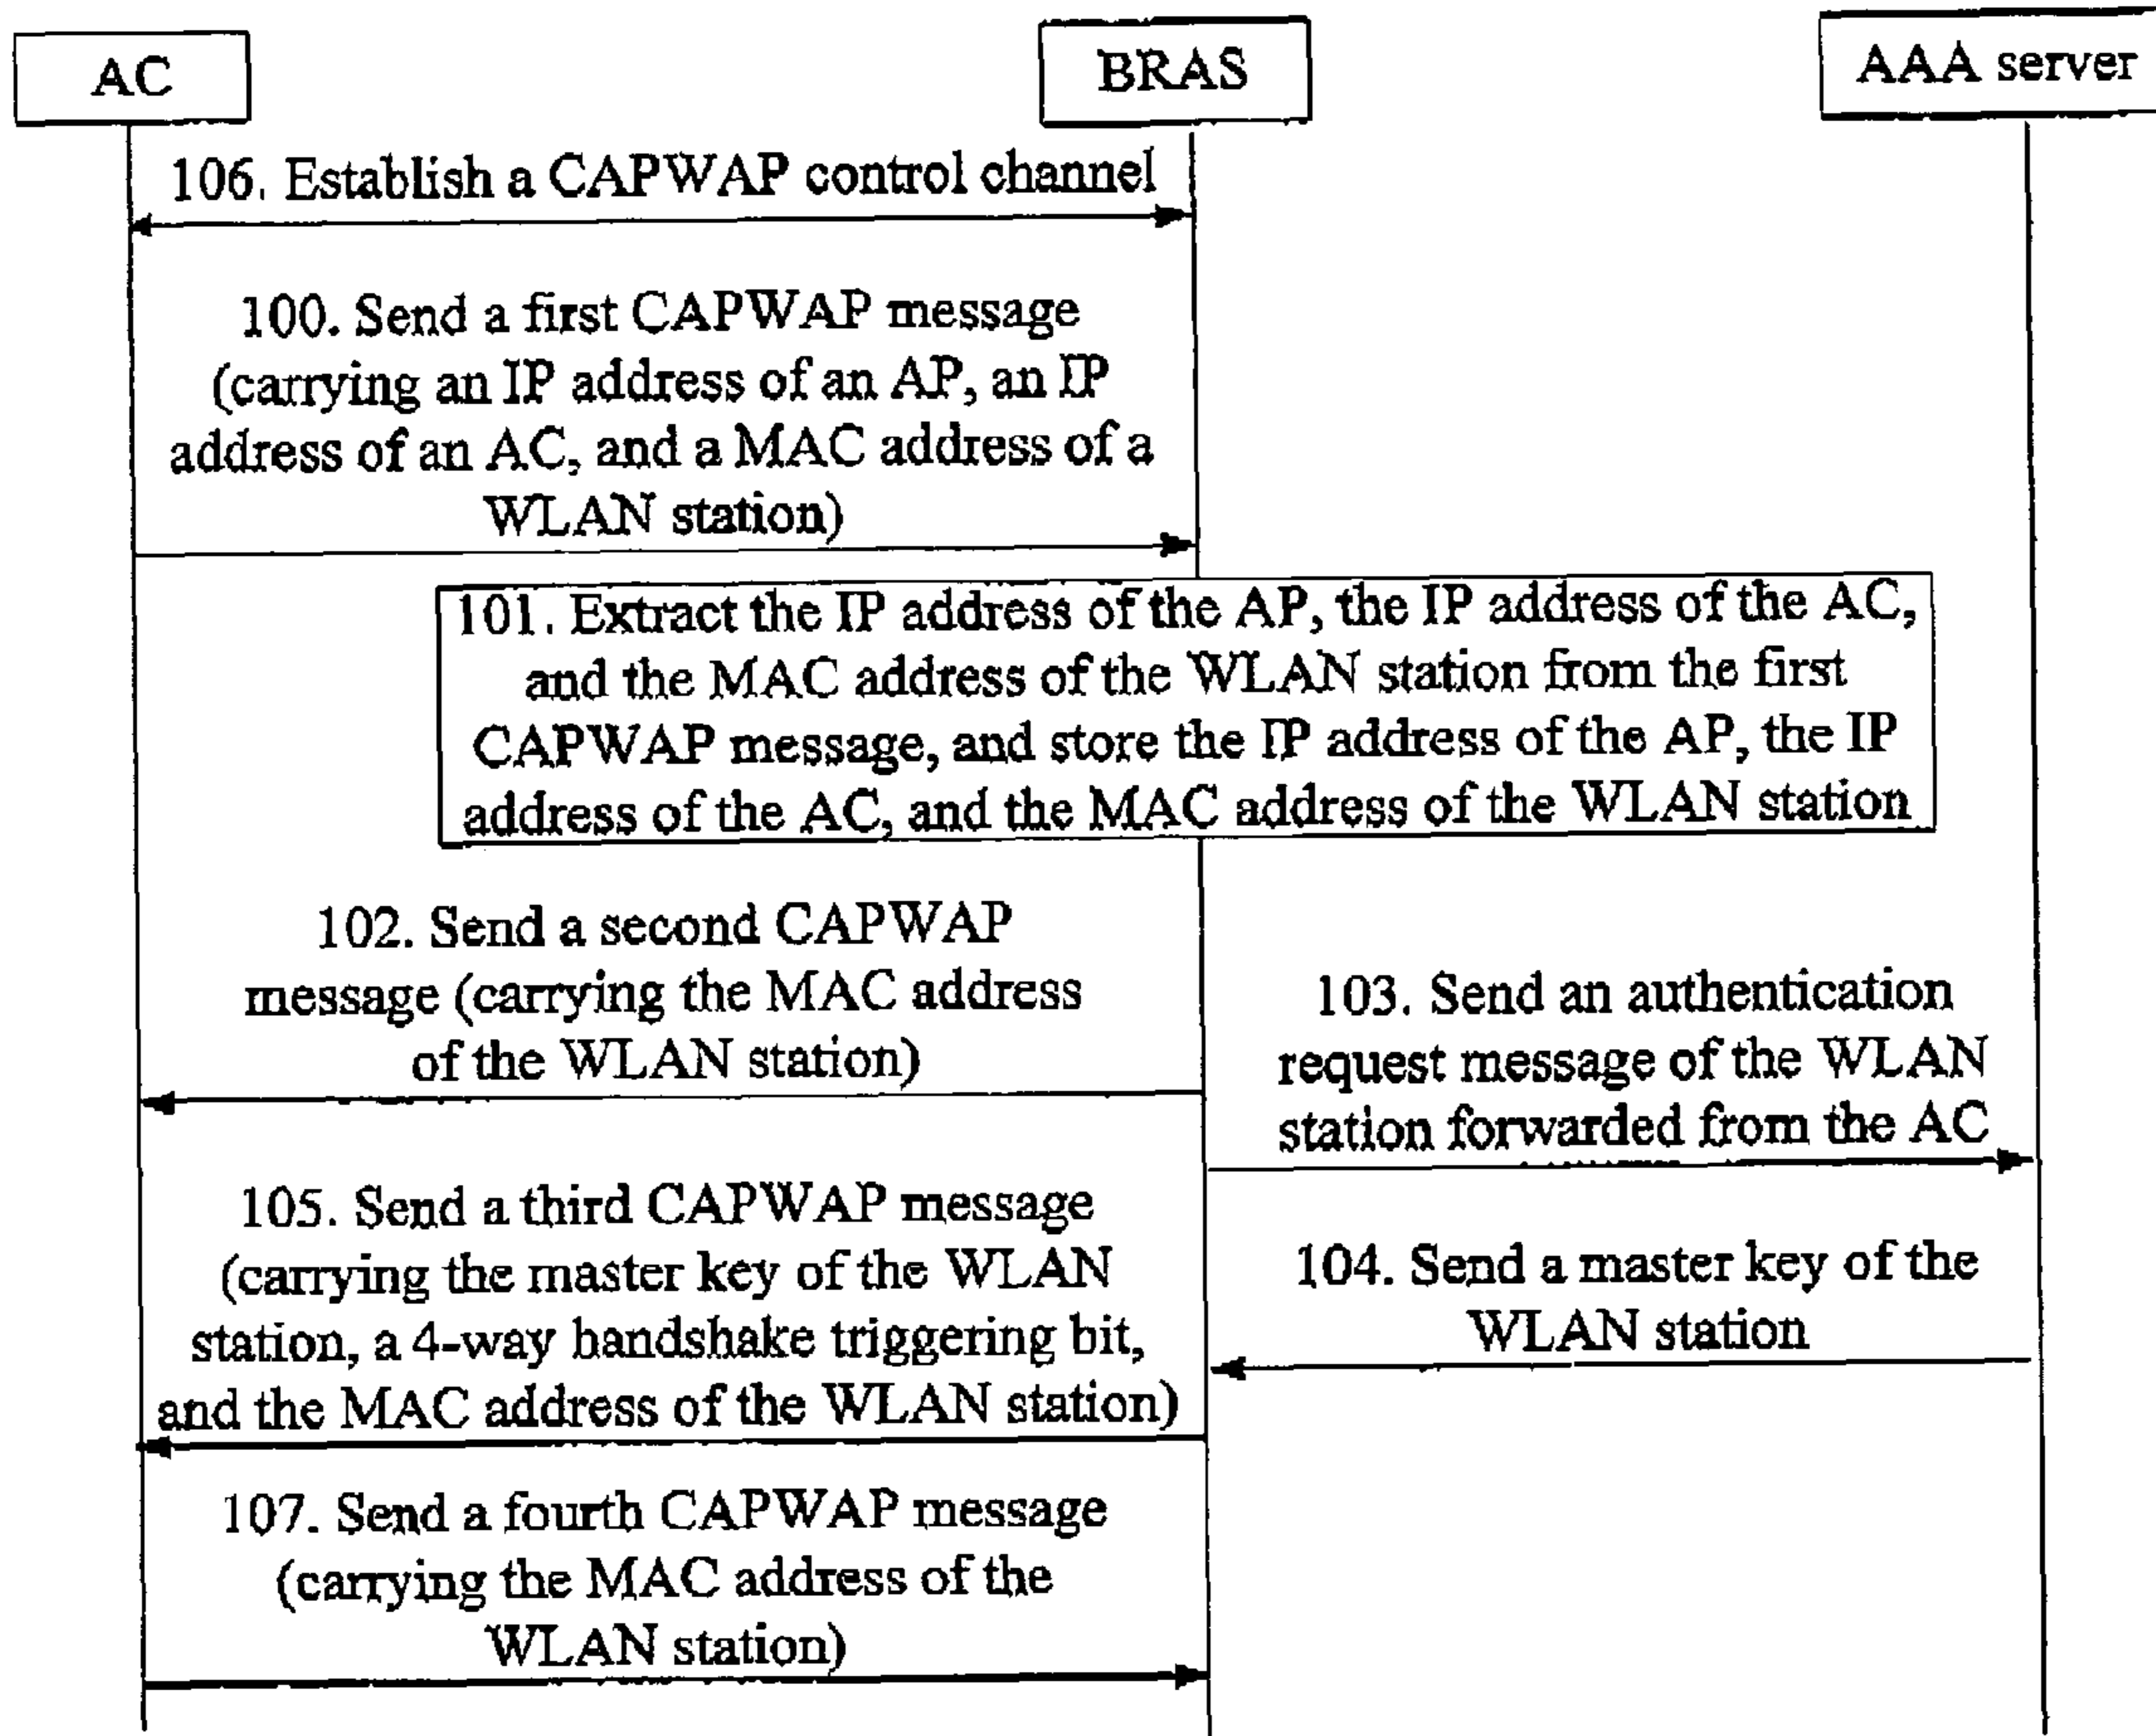 AC
BRAS
AAA server
106. Establish a CAPWAP control channel
100. Send a first CAPWAP message
(carrying an IP address of an AP, an IP
address of an AC, and a MAC address of a
WLAN station)
101. Extract the IP address of the AP, the IP address of the AC,
and the MAC address of the WLAN station from the first
CAPWAP message, and store the IP address of the AP, the IP
address of the AC, and the MAC address of the WLAN station
102. Send a second CAPWAP
message (carrying the MAC address
of the WLAN station)
103. Send an authentication
request message of the WLAN
station forwarded from the AC
105. Send a third CAPWAP message
(carrying the master key of the WLAN
station, a 4-way handshake triggering bit,
and the MAC address of the WLAN station)
104. Send a master key of the
WLAN station
107. Send a fourth CAPWAP message
(carrying the MAC address of the
WLAN station)